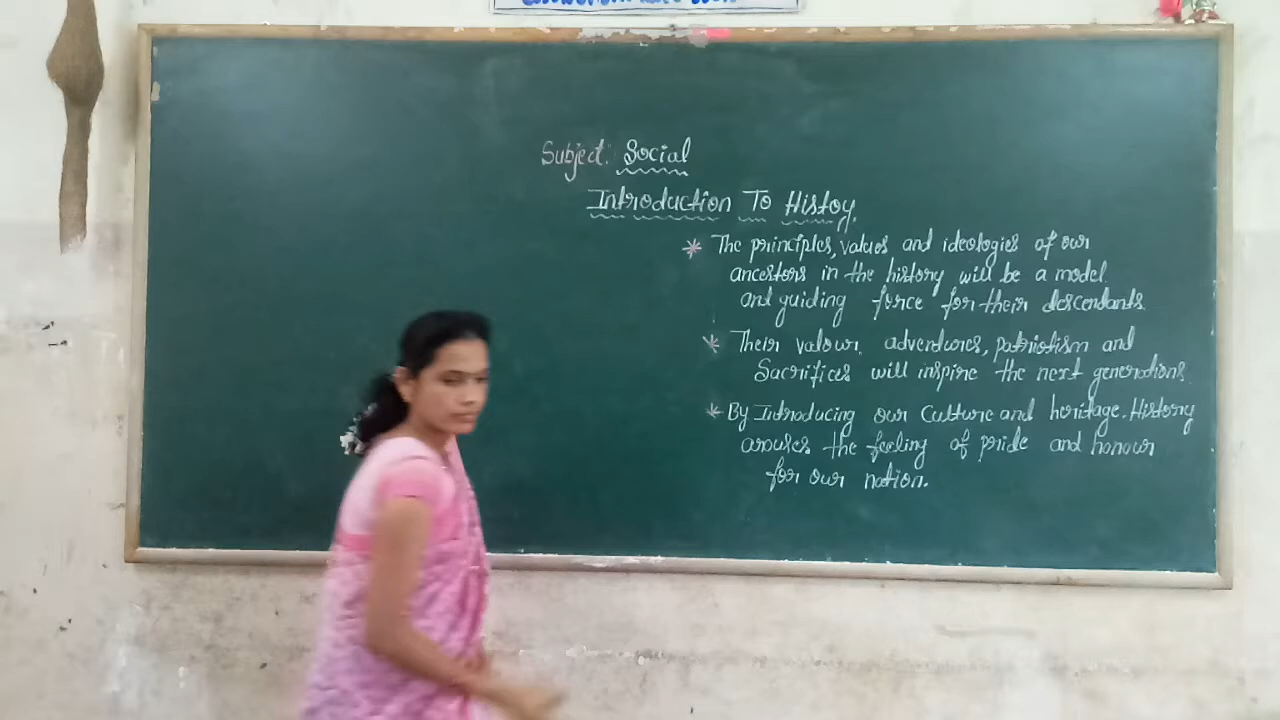 Subject: Social
Introduction To Histoy.
* The principles, values and ideologies of our
ancestors in the history will be a model
and guiding force for their descendants
* Their valour, adventures, patriotism and
Sacrifices will inspire the next generations.
* By Introducing our Culture and heritage. History
arouses the feeling of pride and honour
for our nation.